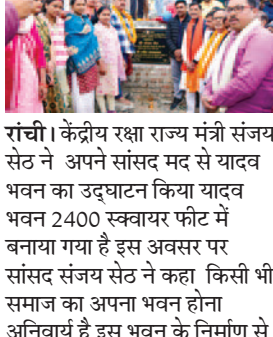 रांची। केंद्रीय रक्षा राज्य मंत्री संजय
सेठ ने अपने सांसद मद से यादव
भवन का उद्घाटन किया यादव
भवन 2400 स्क्वायर फीट में
बनाया गया है इस अवसर पर
सांसद संजय सेठ ने कहा किसी भी
समाज का अपना भवन होना
अनिवार्य है इस भवन के निर्माण से